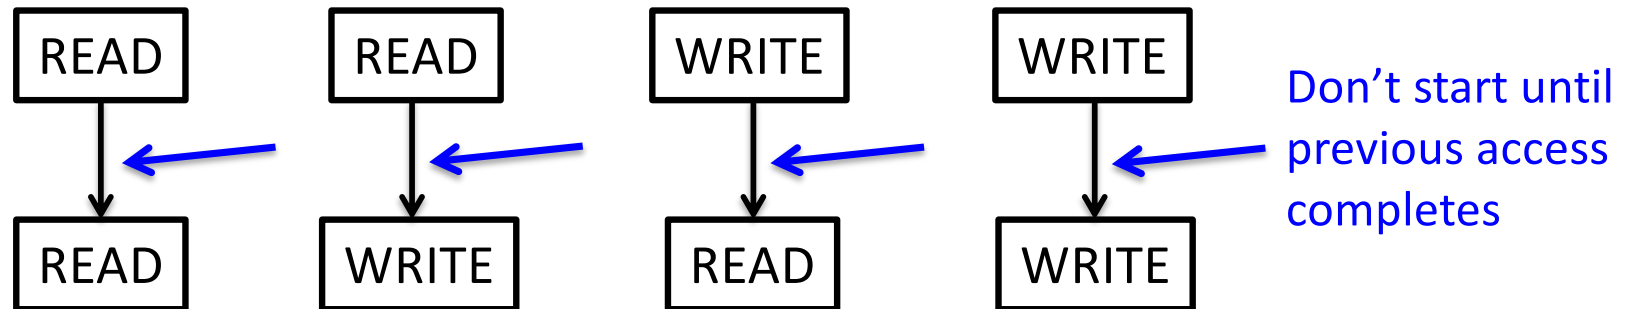 READ READ WRITE WRITE
Don't start until
previous access
completes
READ WRITE READ WRITE